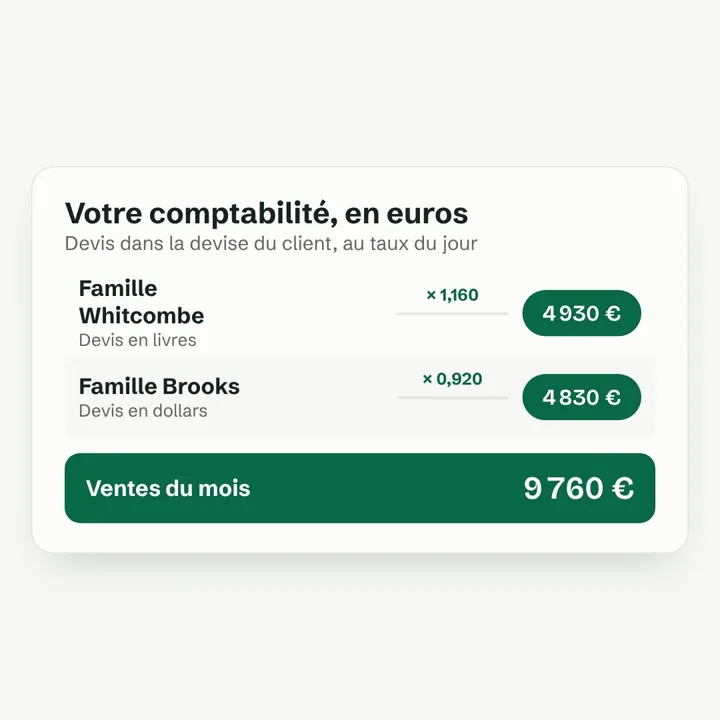 Votre comptabilité, en euros
Devis dans la devise du client, au taux du jour
Famille
Whitcombe
Devis en livres
× 1,160
4 930 €
Famille Brooks
Devis en dollars
× 0,920
4 830 €
Ventes du mois
9 760 €